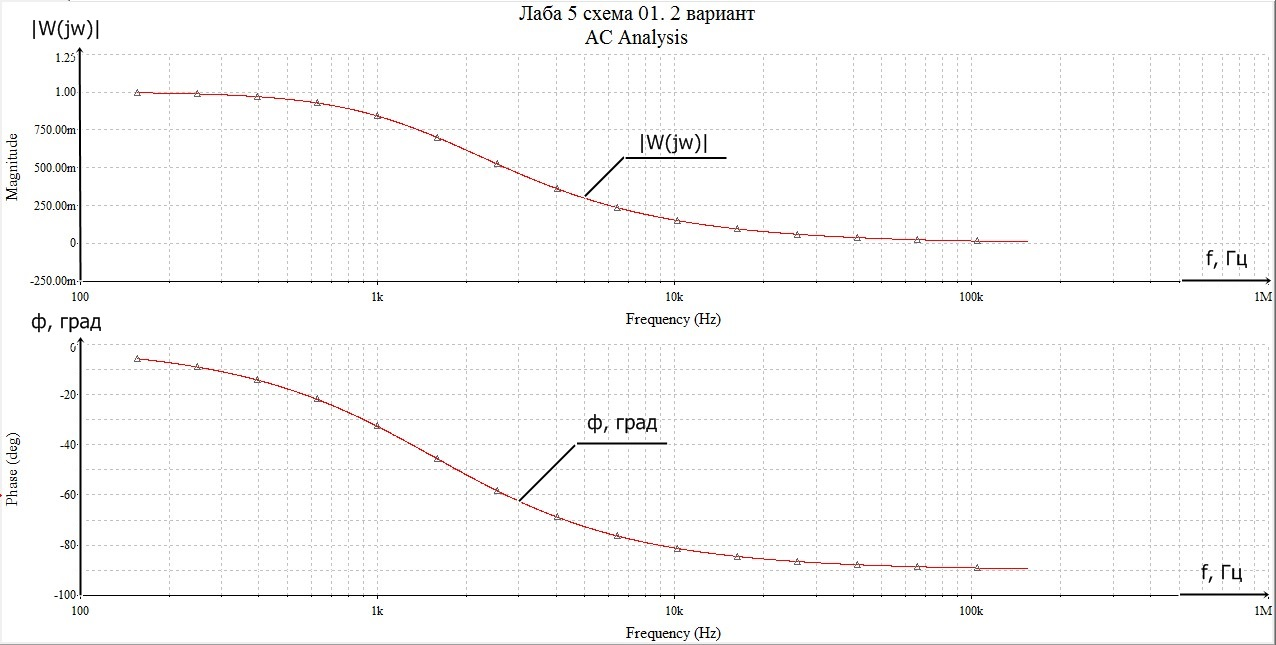 Лаба 5 схема 01. 2 вариант
AC Analysis
|W(jw)|
1.25
1.00
750.00m
500.00m
250.00m
0
-250.00m
Magnitude
|W(jw)|
f, Гц
100 1k 10k 100k 1M
Frequency (Hz)
ф, град
0
-20
-40
-60
-80
-100
Phase (deg)
ф, град
f, Гц
100 1k 10k 100k 1M
Frequency (Hz)